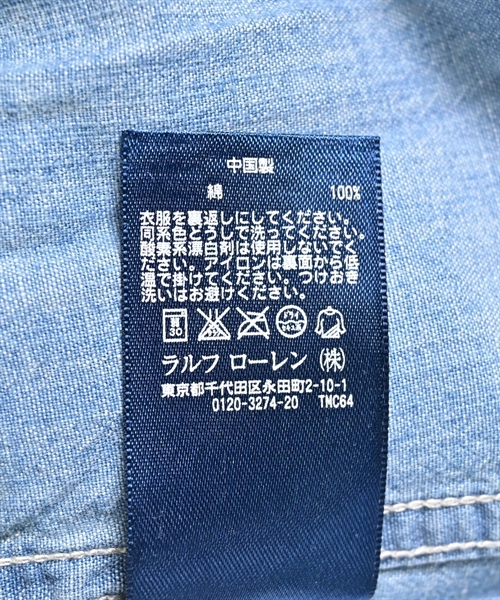 中国製
綿 100%
衣服を裏返しにしてください。
同系色どうしで洗ってください。
酸素系漂白剤は使用しないでく
ださい。アイロンは裏面から低
温で掛けてください。つけおき
洗いはお避けください。
ラルフ ローレン (株)
東京都千代田区永田町2-10-1
0120-3274-20 TMC64